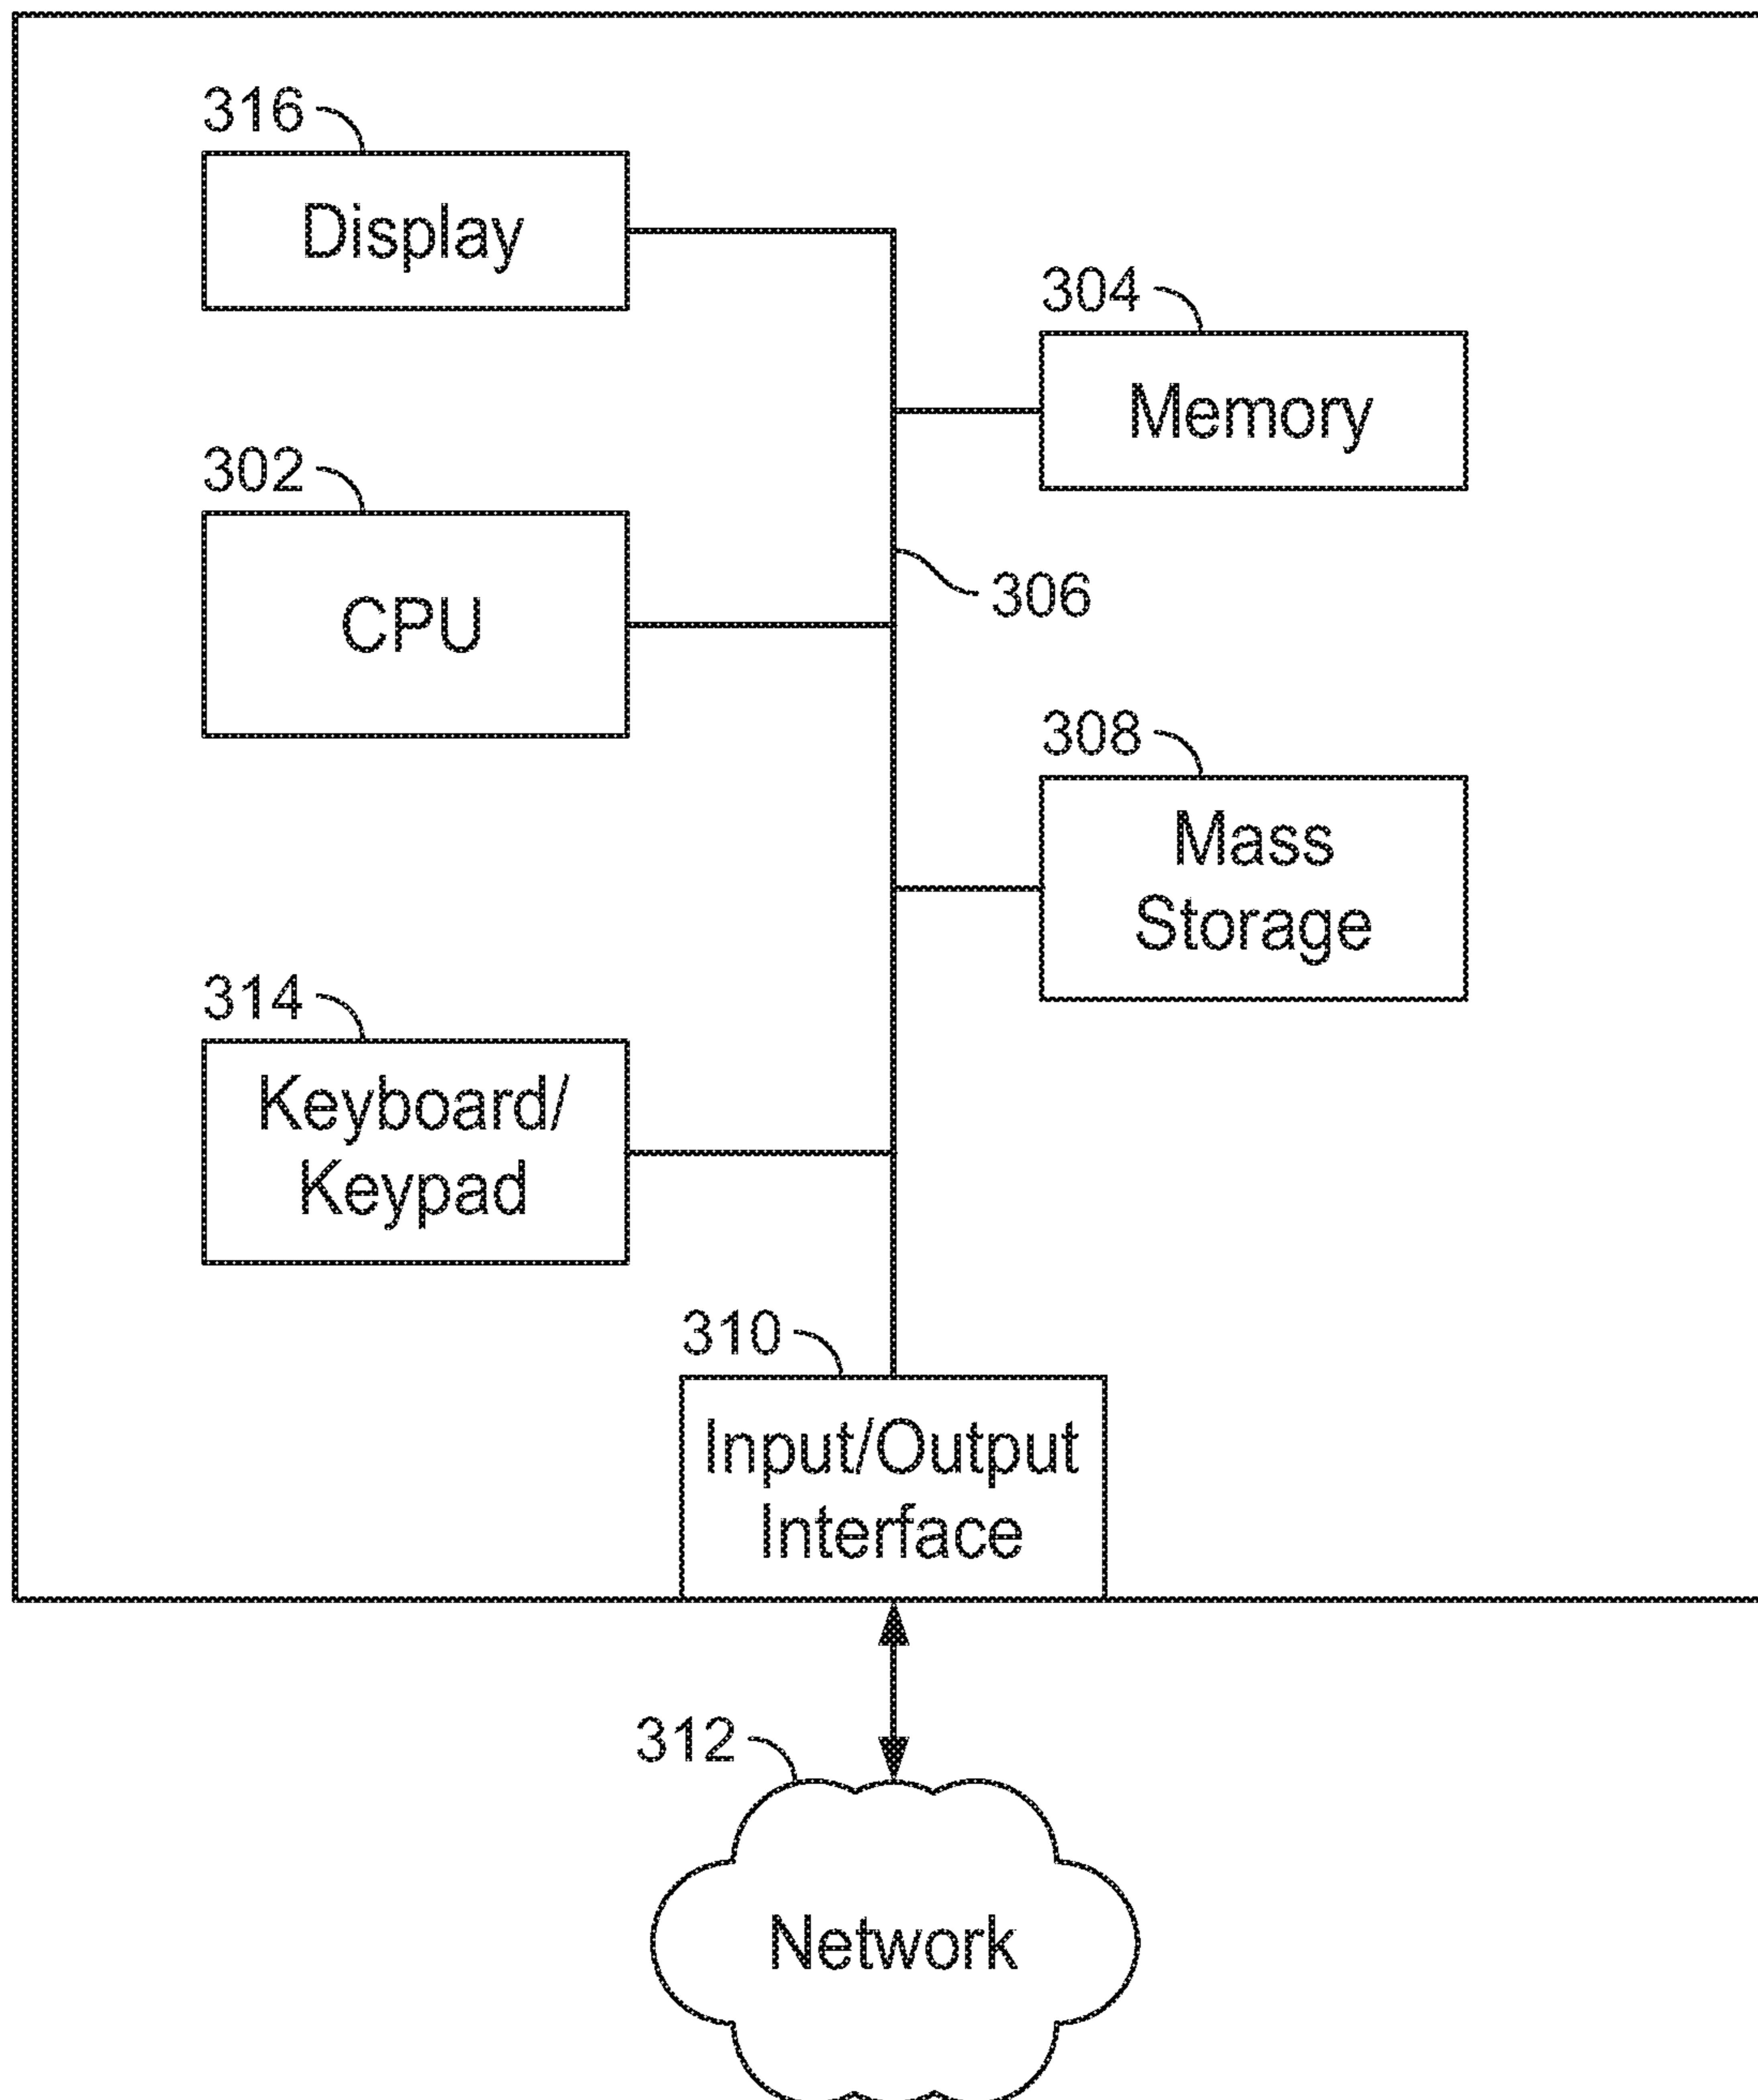 316
Display
304
Memory
302
CPU
306
308
Mass
Storage
314
Keyboard/
Keypad
310
Input/Output
Interface
312
Network